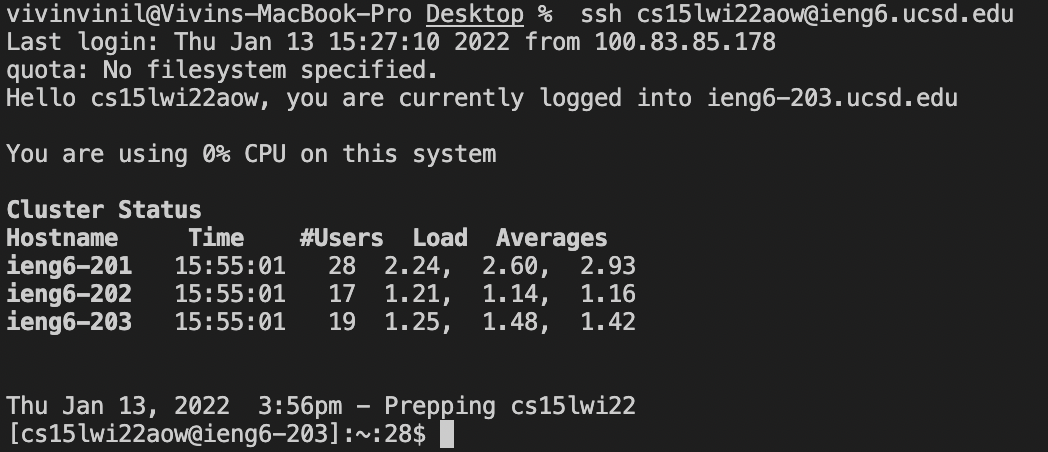 vivinvinil@Vivins-MacBook-Pro Desktop %  ssh cs15lwi22aow@ieng6.ucsd.edu
Last login: Thu Jan 13 15:27:10 2022 from 100.83.85.178
quota: No filesystem specified.
Hello cs15lwi22aow, you are currently logged into ieng6-203.ucsd.edu
You are using 0% CPU on this system
Cluster Status
Hostname     Time    #Users  Load  Averages
ieng6-201   15:55:01   28  2.24,  2.60,  2.93
ieng6-202   15:55:01   17  1.21,  1.14,  1.16
ieng6-203   15:55:01   19  1.25,  1.48,  1.42
Thu Jan 13, 2022  3:56pm - Prepping cs15lwi22
[cs15lwi22aow@ieng6-203]:~:28$